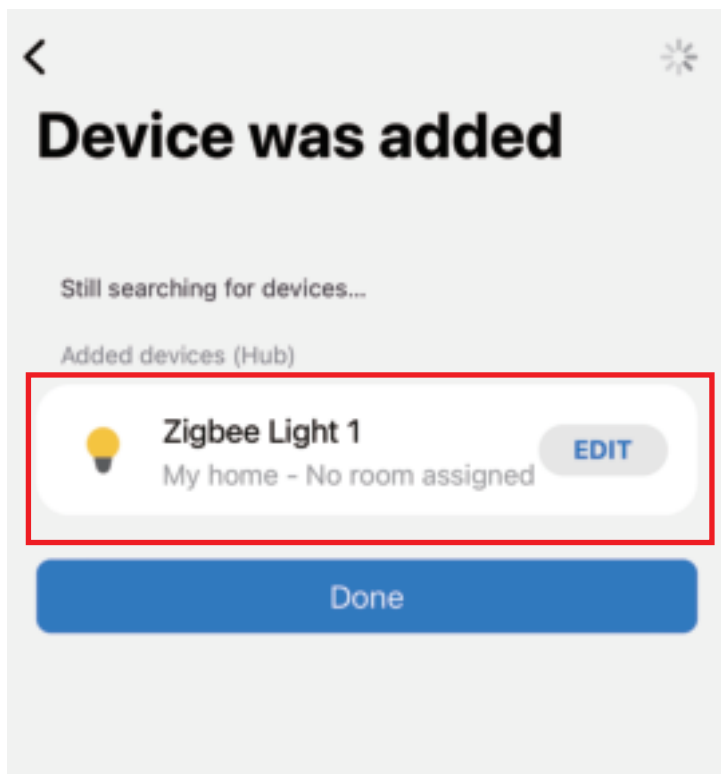 Device was added
Still searching for devices...
Added devices (Hub)
Zigbee Light 1
EDIT
My home - No room assigned
Done